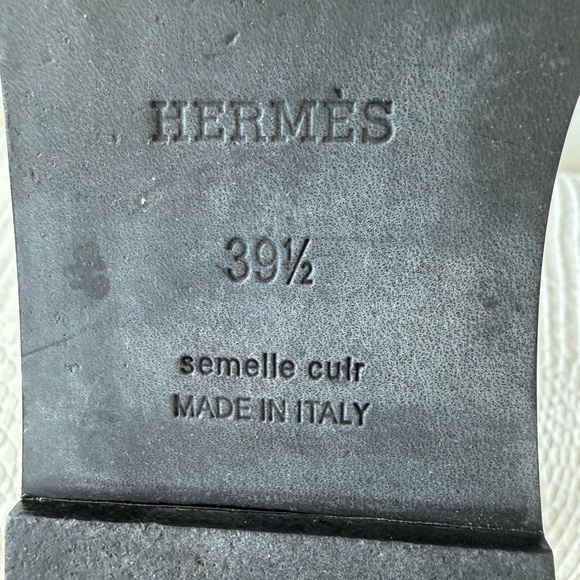 HERMÈS
39½
semelle cuir
MADE IN ITALY